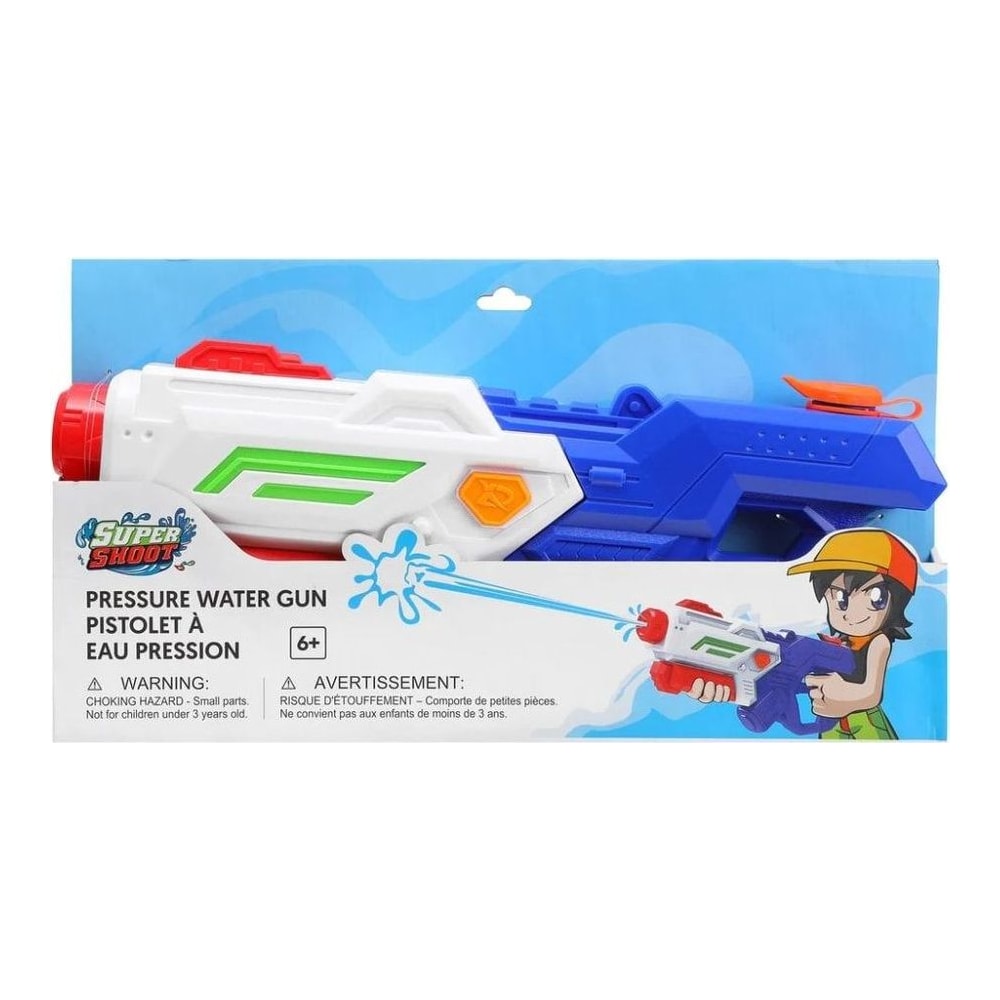 SUPER
SHOOT
PRESSURE WATER GUN
PISTOLET À
EAU PRESSION
6+
⚠ WARNING:
CHOKING HAZARD - Small parts.
Not for children under 3 years old.
⚠ AVERTISSEMENT:
RISQUE D'ÉTOUFFEMENT – Comporte de petites pièces.
Ne convient pas aux enfants de moins de 3 ans.